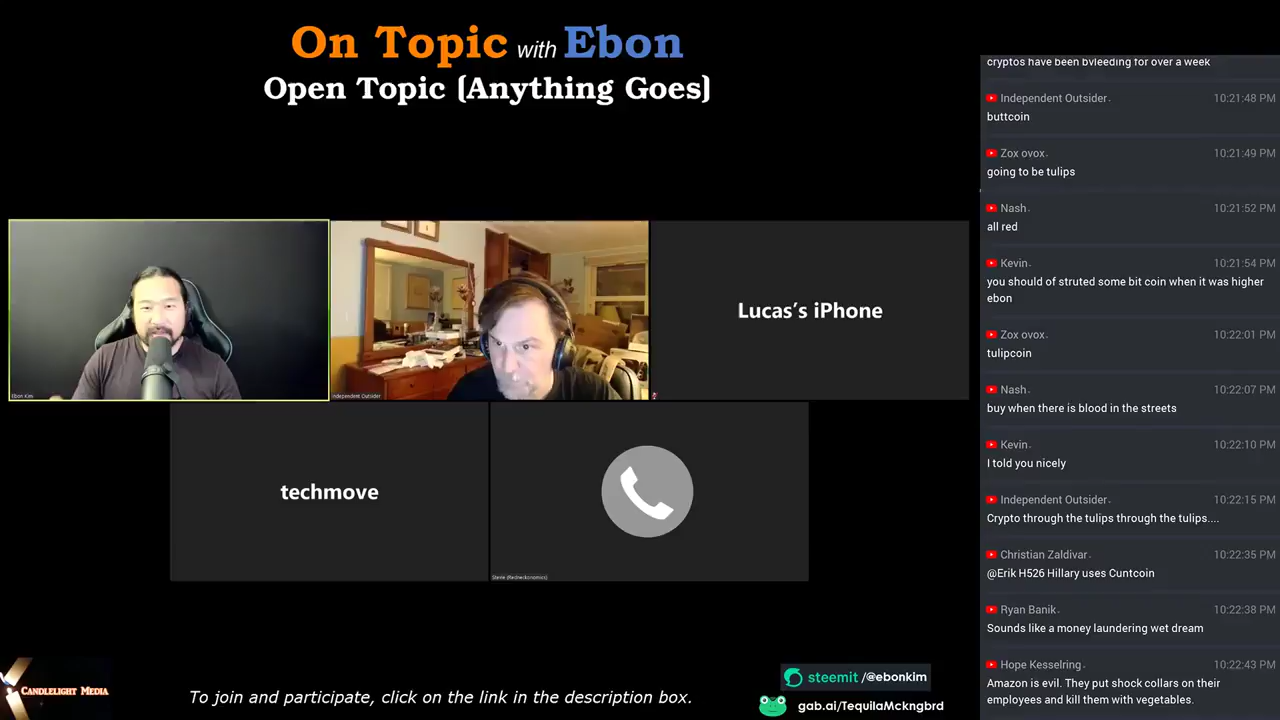 On Topic with Ebon
Open Topic (Anything Goes)
Ebon Kim
Independent Outsider
Lucas's iPhone
techmove
Steele (Redneckonomics)
CANDLELIGHT MEDIA
To join and participate, click on the link in the description box.
steemit /@ebonkim
gab.ai/TequilaMckngbrd
cryptos have been bvleeding for over a week
Independent Outsider. 10:21:48 PM
buttcoin
Zox ovox. 10:21:49 PM
going to be tulips
Nash. 10:21:52 PM
all red
Kevin. 10:21:54 PM
you should of struted some bit coin when it was higher
ebon
Zox ovox. 10:22:01 PM
tulipcoin
Nash. 10:22:07 PM
buy when there is blood in the streets
Kevin. 10:22:10 PM
I told you nicely
Independent Outsider. 10:22:15 PM
Crypto through the tulips through the tulips....
Christian Zaldivar. 10:22:35 PM
@Erik H526 Hillary uses Cuntcoin
Ryan Banik. 10:22:38 PM
Sounds like a money laundering wet dream
Hope Kesselring. 10:22:43 PM
Amazon is evil. They put shock collars on their
employees and kill them with vegetables.